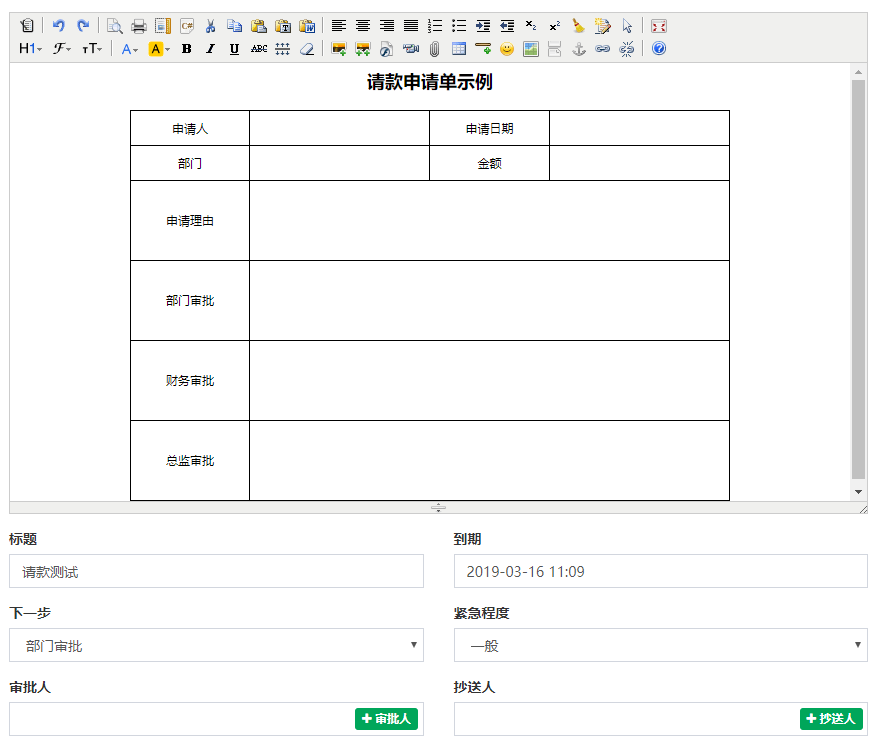 H1 F тT A A B I U ABC
请款申请单示例
申请人 申请日期
部门 金额
申请理由
部门审批
财务审批
总监审批
标题 到期
请款测试 2019-03-16 11:09
下一步 紧急程度
部门审批 一般
审批人 抄送人
+ 审批人 + 抄送人